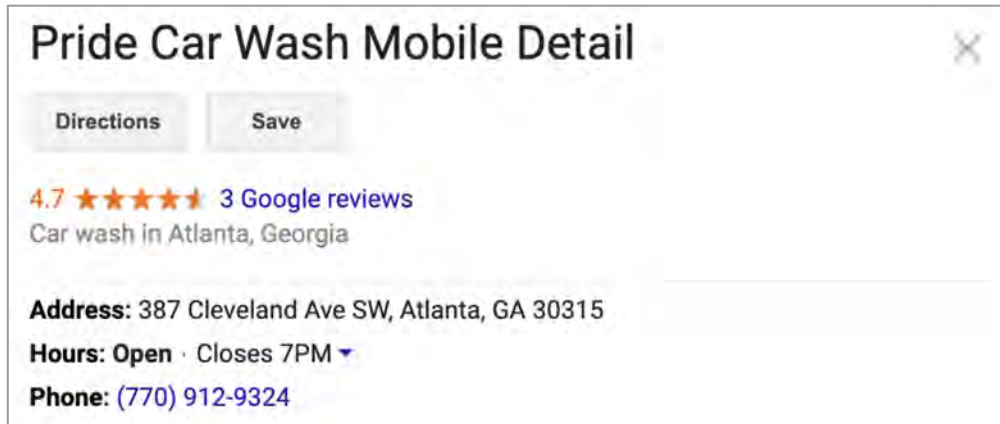 Pride Car Wash Mobile Detail
Directions Save
4.7 3 Google reviews
Car wash in Atlanta, Georgia
Address: 387 Cleveland Ave SW, Atlanta, GA 30315
Hours: Open · Closes 7PM
Phone: (770) 912-9324